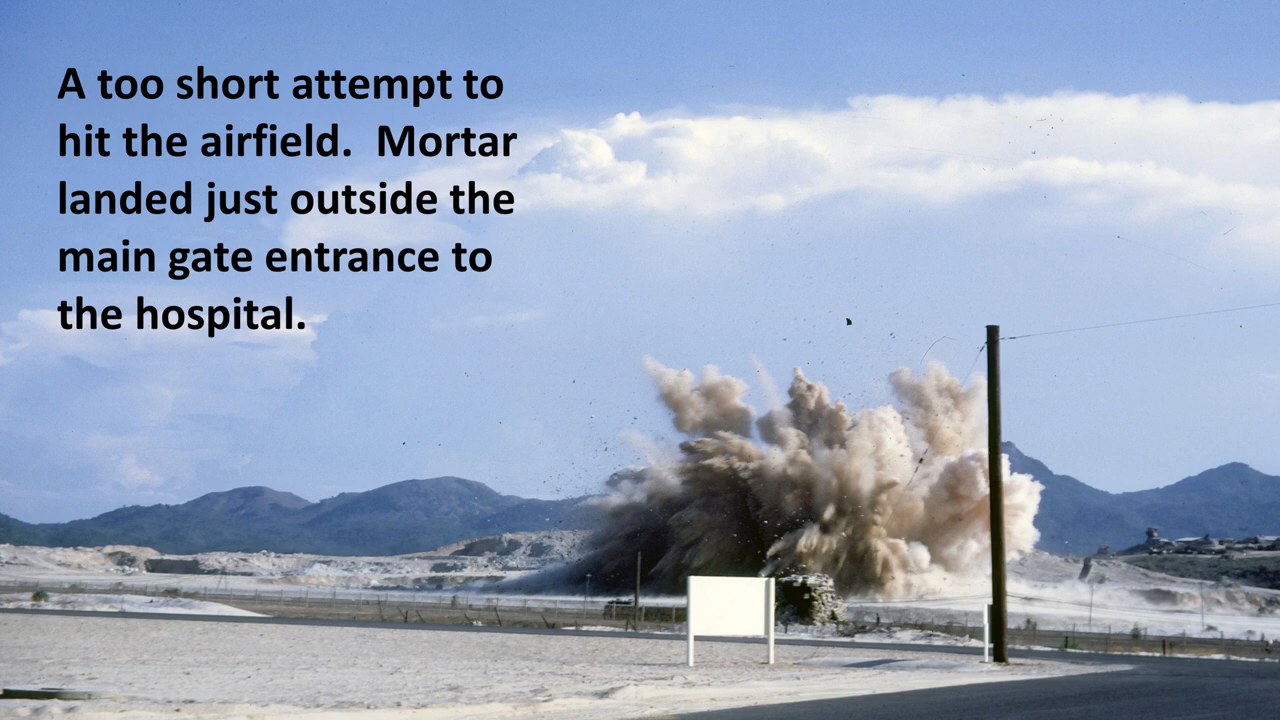 A too short attempt to
hit the airfield.  Mortar
landed just outside the
main gate entrance to
the hospital.